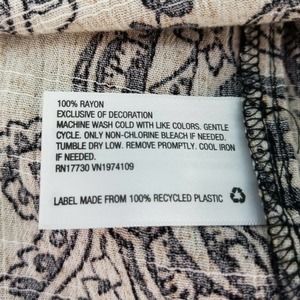 100% RAYON
EXCLUSIVE OF DECORATION
MACHINE WASH COLD WITH LIKE COLORS. GENTLE
CYCLE. ONLY NON-CHLORINE BLEACH IF NEEDED.
TUMBLE DRY LOW. REMOVE PROMPTLY. COOL IRON
IF NEEDED.
RN17730 VN1974109
LABEL MADE FROM 100% RECYCLED PLASTIC